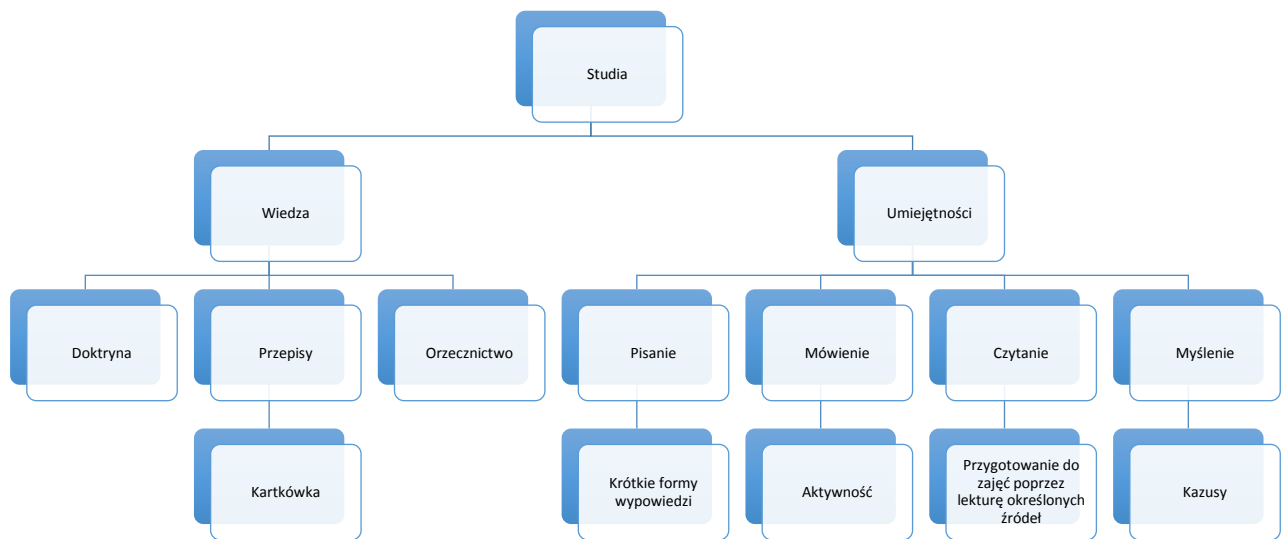 Studia
Wiedza
Umiejętności
Doktryna
Przepisy
Orzecznictwo
Pisanie
Mówienie
Czytanie
Myślenie
Kartkówka
Krótkie formy
wypowiedzi
Aktywność
Przygotowanie do
zajęć poprzez
lekturę określonych
źródeł
Kazusy